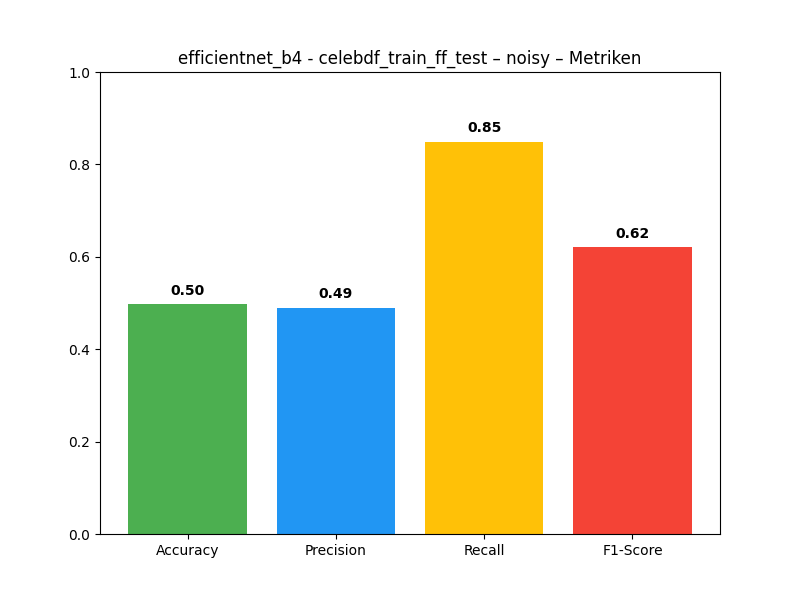 efficientnet_b4 - celebdf_train_ff_test – noisy – Metriken
1.0
0.8
0.6
0.4
0.2
0.0
0.50
0.49
0.85
0.62
Accuracy
Precision
Recall
F1-Score